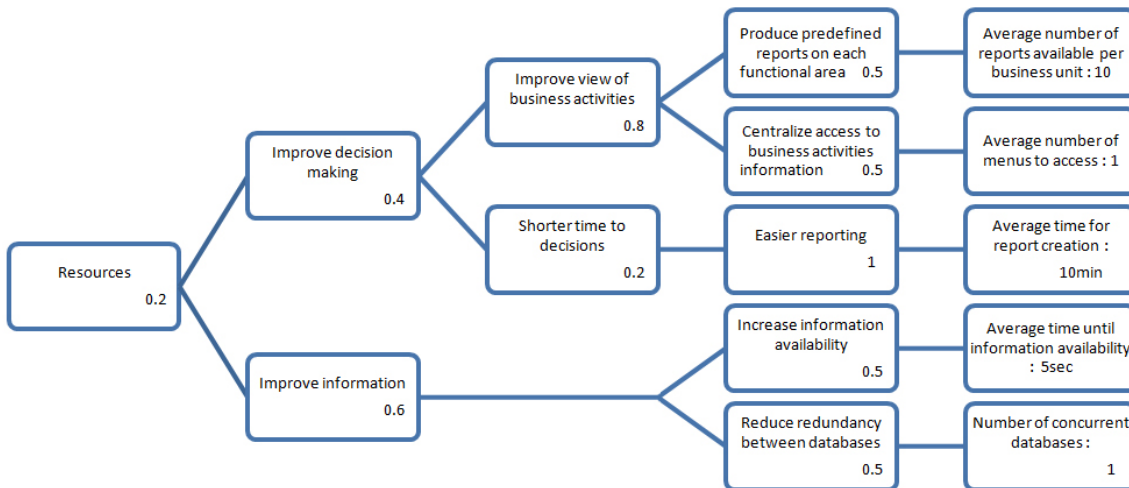 Resources
0.2
Improve decision
making
0.4
Improve information
0.6
Improve view of
business activities
0.8
Shorter time to
decisions
0.2
Produce predefined
reports on each
functional area 0.5
Centralize access to
business activities
information 0.5
Easier reporting
1
Increase information
availability
0.5
Reduce redundancy
between databases
0.5
Average number of
reports available per
business unit : 10
Average number of
menus to access : 1
Average time for
report creation :
10min
Average time until
information availability
: 5sec
Number of concurrent
databases :
1